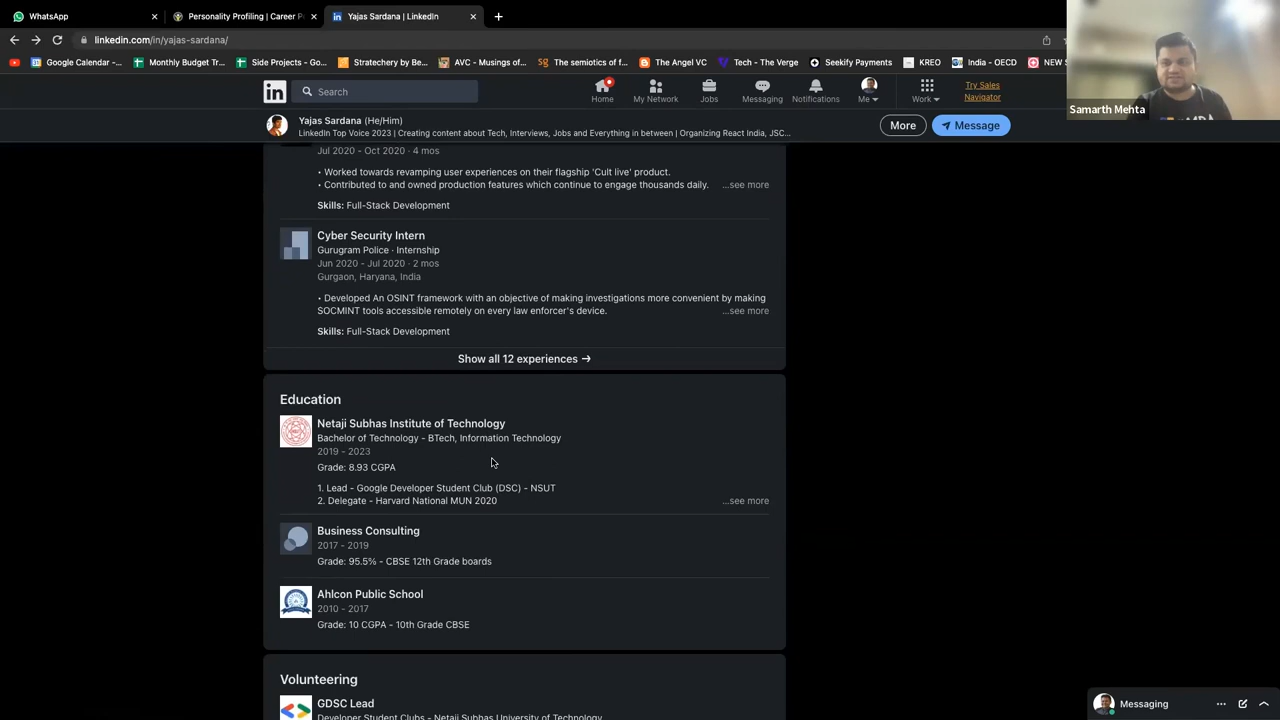 WhatsApp
Personality Profiling | Career P
Yajas Sardana | LinkedIn
linkedin.com/in/yajas-sardana/
Google Calendar -...
Monthly Budget Tr...
Side Projects - Go...
Stratechery by Be...
AVC - Musings of...
The semiotics of f...
The Angel VC
Tech - The Verge
Seekify Payments
KREO
India - OECD
NEW S
Samarth Mehta
in
Search
Home
My Network
Jobs
Messaging
Notifications
Me
Work
Try Sales
Navigator
Yajas Sardana (He/Him)
LinkedIn Top Voice 2023 | Creating content about Tech, Interviews, Jobs and Everything in between | Organizing React India, JSC...
More
Message
Jul 2020 - Oct 2020 · 4 mos
• Worked towards revamping user experiences on their flagship 'Cult live' product.
• Contributed to and owned production features which continue to engage thousands daily. ...see more
Skills: Full-Stack Development
Cyber Security Intern
Gurugram Police · Internship
Jun 2020 - Jul 2020 · 2 mos
Gurgaon, Haryana, India
• Developed An OSINT framework with an objective of making investigations more convenient by making
SOCMINT tools accessible remotely on every law enforcer's device. ...see more
Skills: Full-Stack Development
Show all 12 experiences →
Education
Netaji Subhas Institute of Technology
Bachelor of Technology - BTech, Information Technology
2019 - 2023
Grade: 8.93 CGPA
1. Lead - Google Developer Student Club (DSC) - NSUT
2. Delegate - Harvard National MUN 2020 ...see more
Business Consulting
2017 - 2019
Grade: 95.5% - CBSE 12th Grade boards
Ahlcon Public School
2010 - 2017
Grade: 10 CGPA - 10th Grade CBSE
Volunteering
GDSC Lead
Developer Student Clubs - Netaji Subhas University of Technology
Messaging